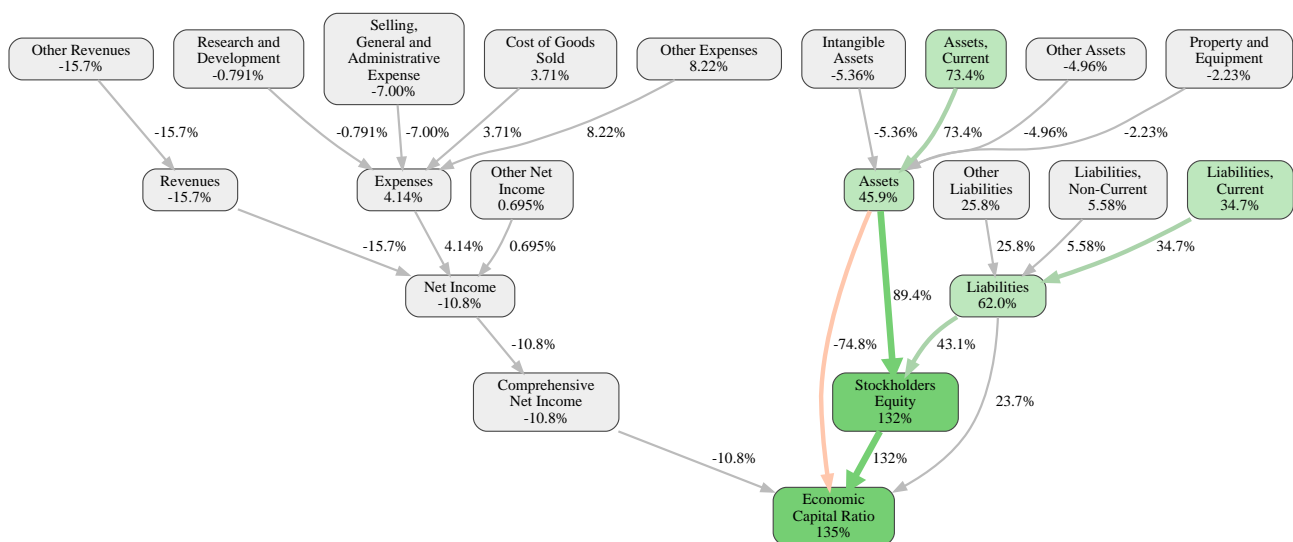 Other Revenues
-15.7%
Research and
Development
-0.791%
Selling,
General and
Administrative
Expense
-7.00%
Cost of Goods
Sold
3.71%
Other Expenses
8.22%
Intangible
Assets
-5.36%
Assets,
Current
73.4%
Other Assets
-4.96%
Property and
Equipment
-2.23%
-15.7%
-0.791%
-7.00%
3.71%
8.22%
-5.36%
73.4%
-4.96%
-2.23%
Revenues
-15.7%
Expenses
4.14%
Other Net
Income
0.695%
Assets
45.9%
Other
Liabilities
25.8%
Liabilities,
Non-Current
5.58%
Liabilities,
Current
34.7%
-15.7%
4.14%
0.695%
25.8%
5.58%
34.7%
Net Income
-10.8%
Liabilities
62.0%
89.4%
-10.8%
-74.8%
43.1%
Comprehensive
Net Income
-10.8%
Stockholders
Equity
132%
23.7%
-10.8%
132%
Economic
Capital Ratio
135%